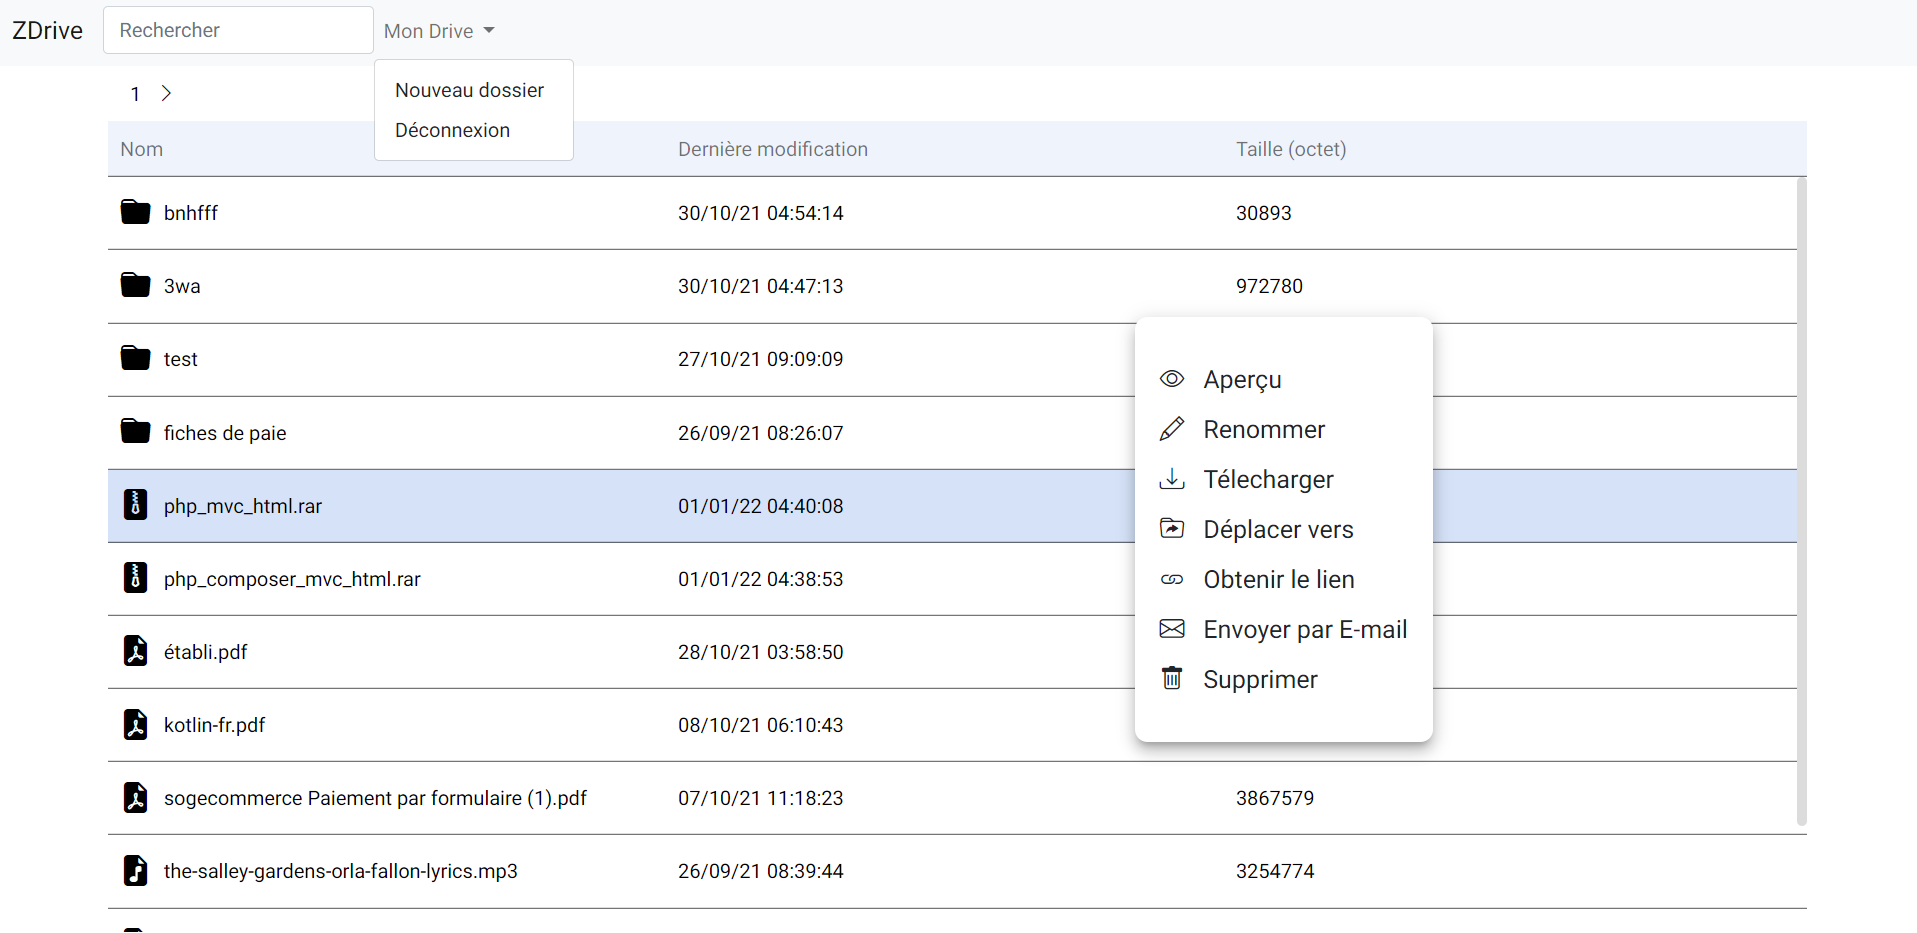 ZDrive Rechercher Mon Drive
Nouveau dossier
Déconnexion
1
Nom Dernière modification Taille (octet)
bnhfff 30/10/21 04:54:14 30893
3wa 30/10/21 04:47:13 972780
test 27/10/21 09:09:09
fiches de paie 26/09/21 08:26:07
php_mvc_html.rar 01/01/22 04:40:08
php_composer_mvc_html.rar 01/01/22 04:38:53
établi.pdf 28/10/21 03:58:50
kotlin-fr.pdf 08/10/21 06:10:43
sogecommerce Paiement par formulaire (1).pdf 07/10/21 11:18:23 3867579
the-salley-gardens-orla-fallon-lyrics.mp3 26/09/21 08:39:44 3254774
Aperçu
Renommer
Télecharger
Déplacer vers
Obtenir le lien
Envoyer par E-mail
Supprimer